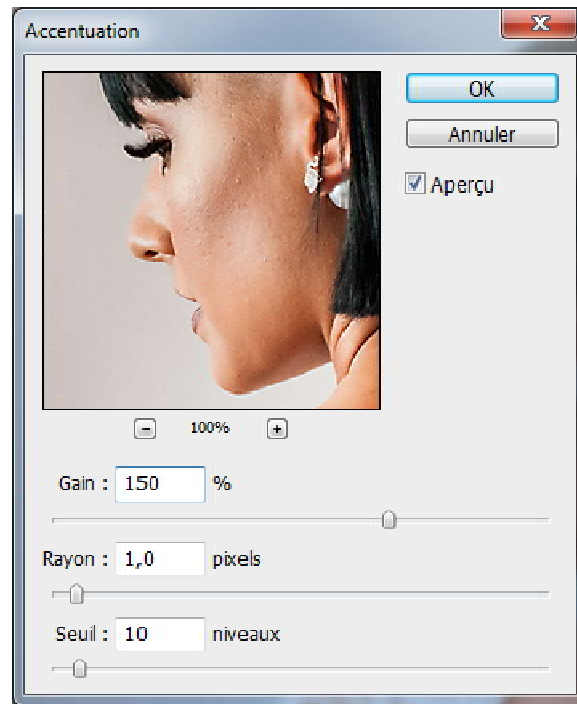 Accentuation
OK
Annuler
Aperçu
100%
Gain : 150 %
Rayon : 1,0 pixels
Seuil : 10 niveaux